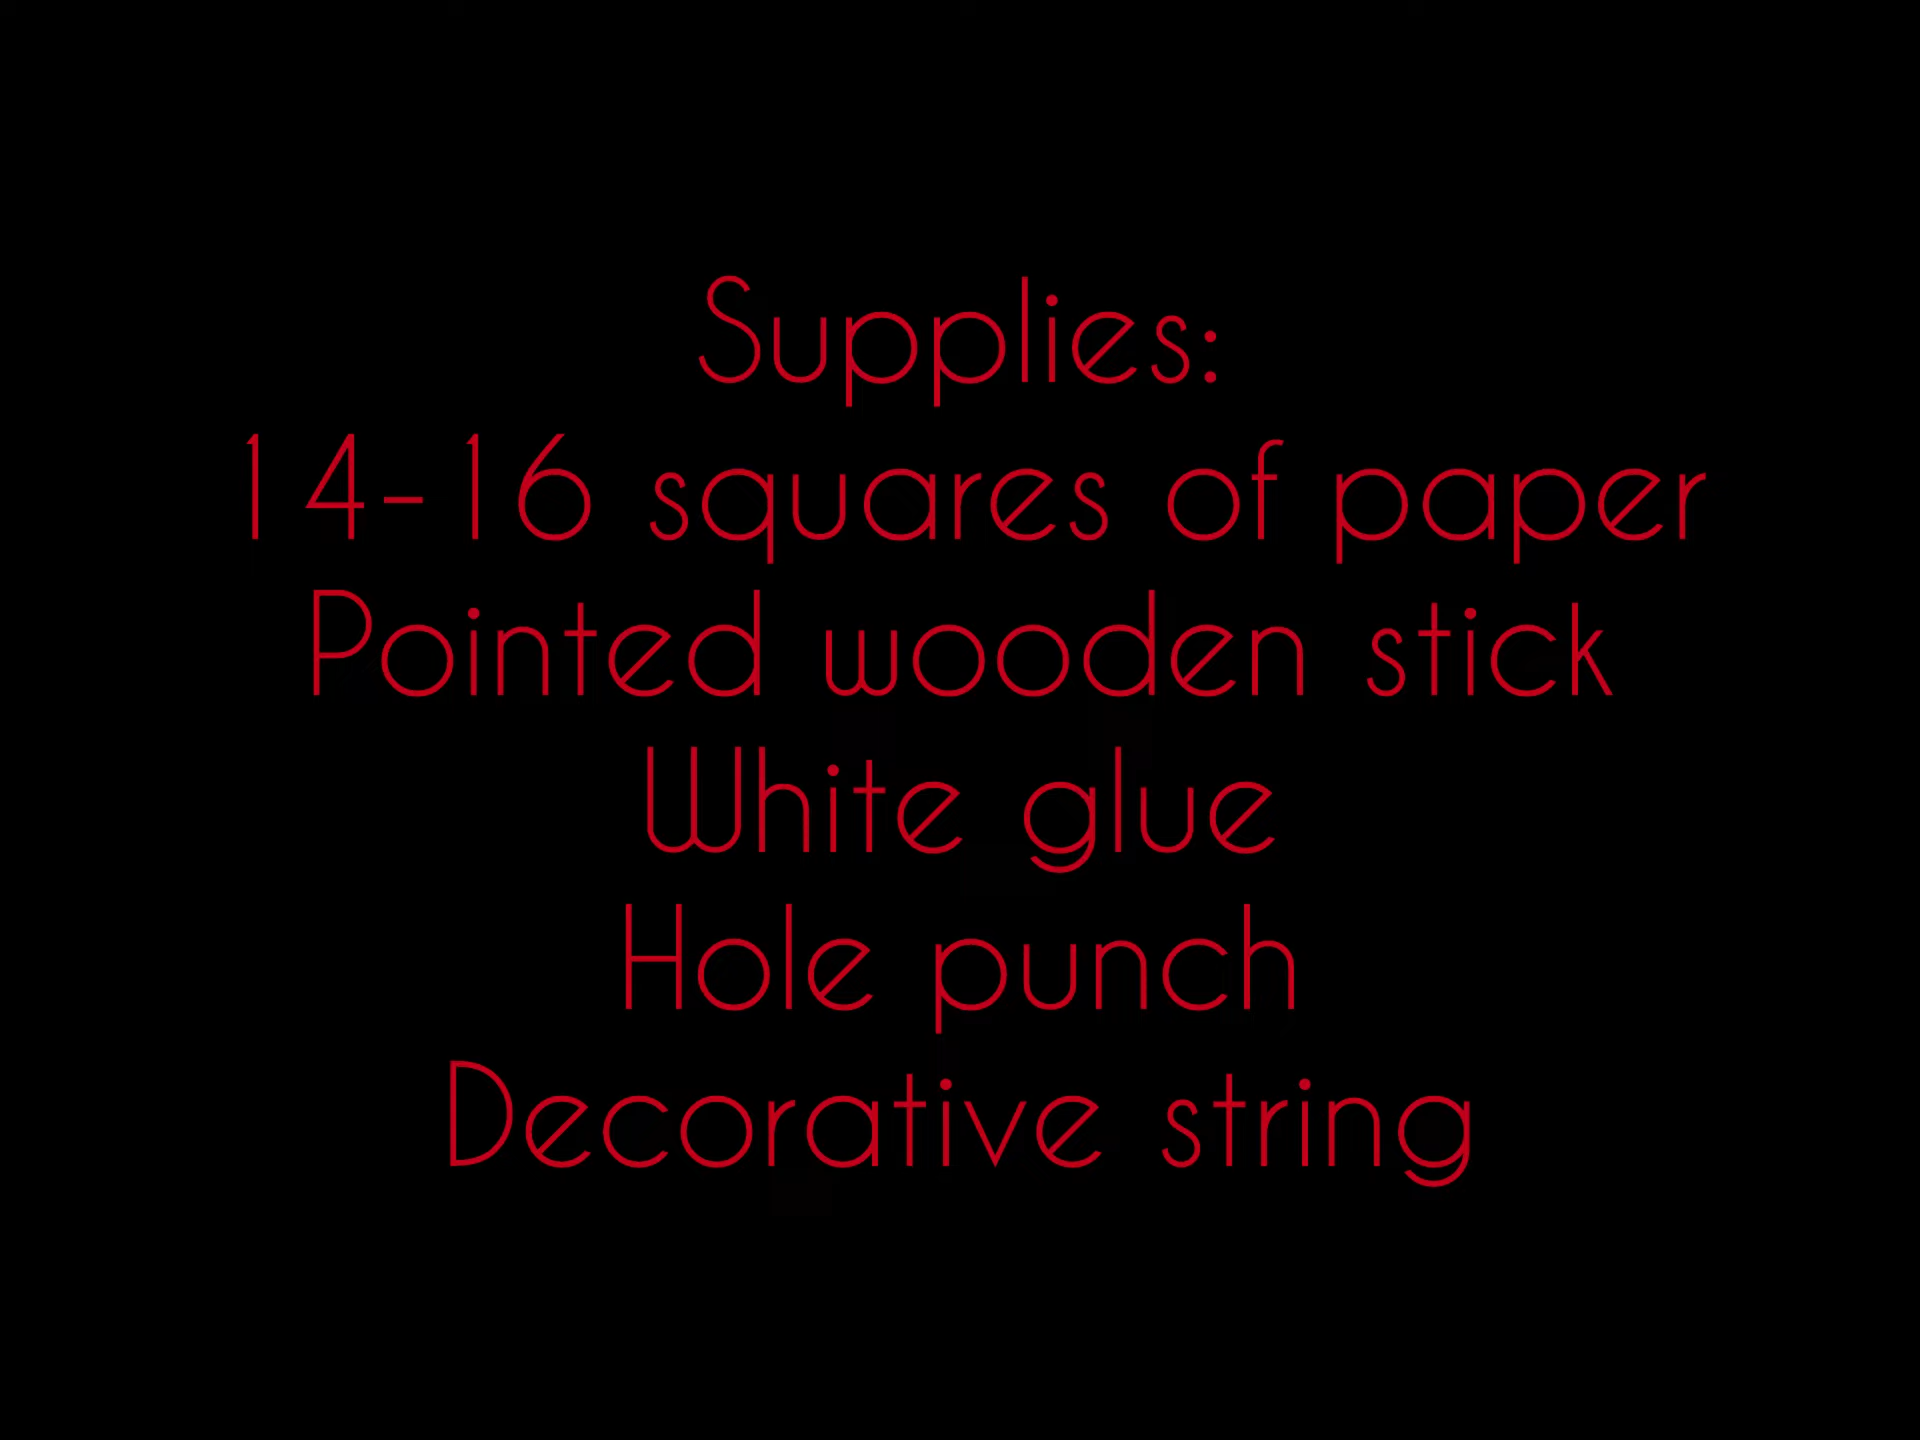 Supplies:
14-16 squares of paper
Pointed wooden stick
White glue
Hole punch
Decorative string